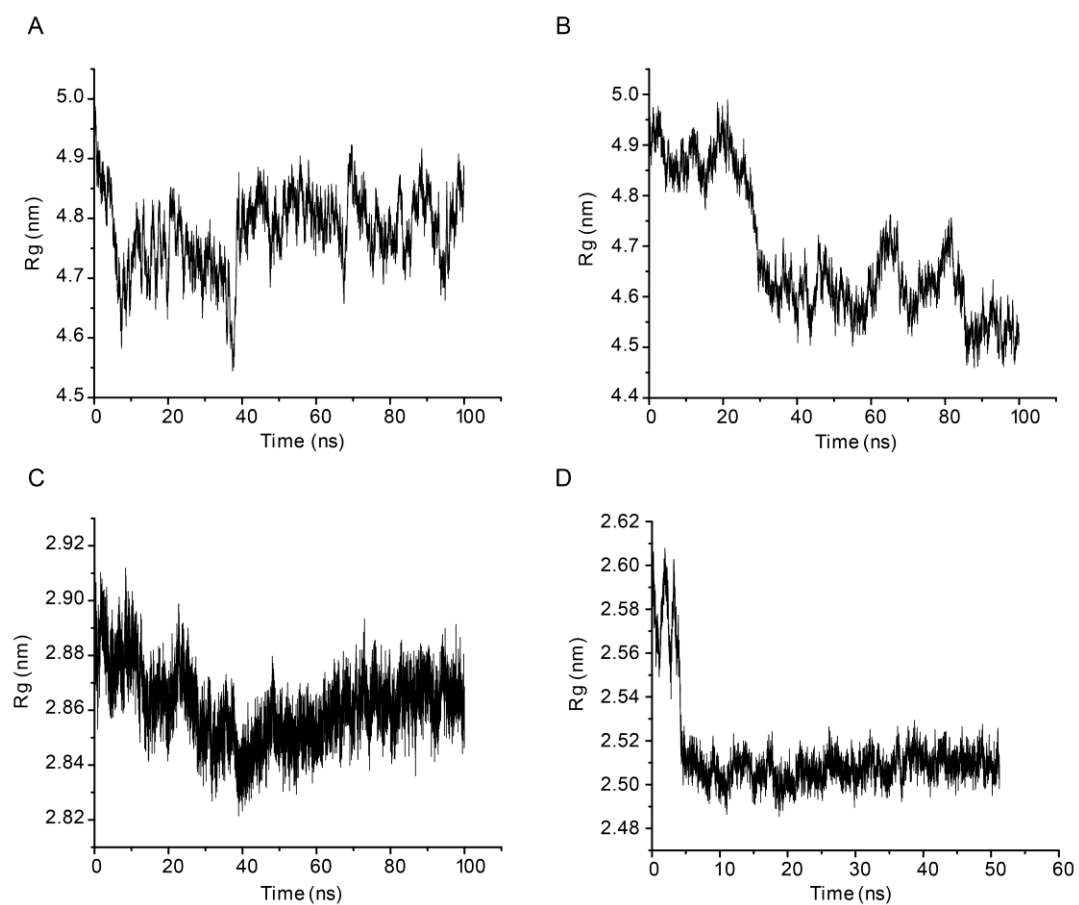 A
B
5.0
4.9
4.8
4.7
4.6
4.5
Rg (nm)
0 20 40 60 80 100
Time (ns)
5.0
4.9
4.8
4.7
4.6
4.5
4.4
Rg (nm)
0 20 40 60 80 100
Time (ns)
C
D
2.92
2.90
2.88
2.86
2.84
2.82
Rg (nm)
0 20 40 60 80 100
Time (ns)
2.62
2.60
2.58
2.56
2.54
2.52
2.50
2.48
Rg (nm)
0 10 20 30 40 50 60
Time (ns)